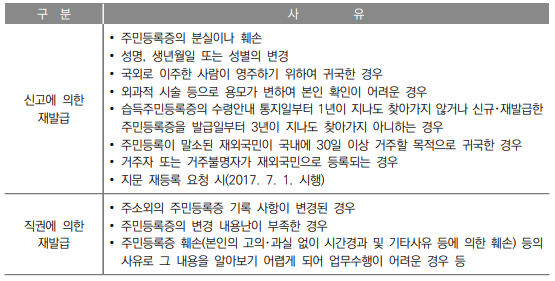 구 분 사 유
신고에 의한 재발급
• 주민등록증의 분실이나 훼손
• 성명, 생년월일 또는 성별의 변경
• 국외로 이주한 사람이 영주하기 위하여 귀국한 경우
• 외과적 시술 등으로 용모가 변하여 본인 확인이 어려운 경우
• 습득주민등록증의 수령안내 통지일부터 1년이 지나도 찾아가지 않거나 신규･재발급한
주민등록증을 발급일부터 3년이 지나도 찾아가지 아니하는 경우
• 주민등록이 말소된 재외국민이 국내에 30일 이상 거주할 목적으로 귀국한 경우
• 거주자 또는 거주불명자가 재외국민으로 등록되는 경우
• 지문 재등록 요청 시(2017. 7. 1. 시행)
직권에 의한 재발급
• 주소외의 주민등록증 기록 사항이 변경된 경우
• 주민등록증의 변경 내용난이 부족한 경우
• 주민등록증 훼손(본인의 고의･과실 없이 시간경과 및 기타사유 등에 의한 훼손) 등의
사유로 그 내용을 알아보기 어렵게 되어 업무수행이 어려운 경우 등